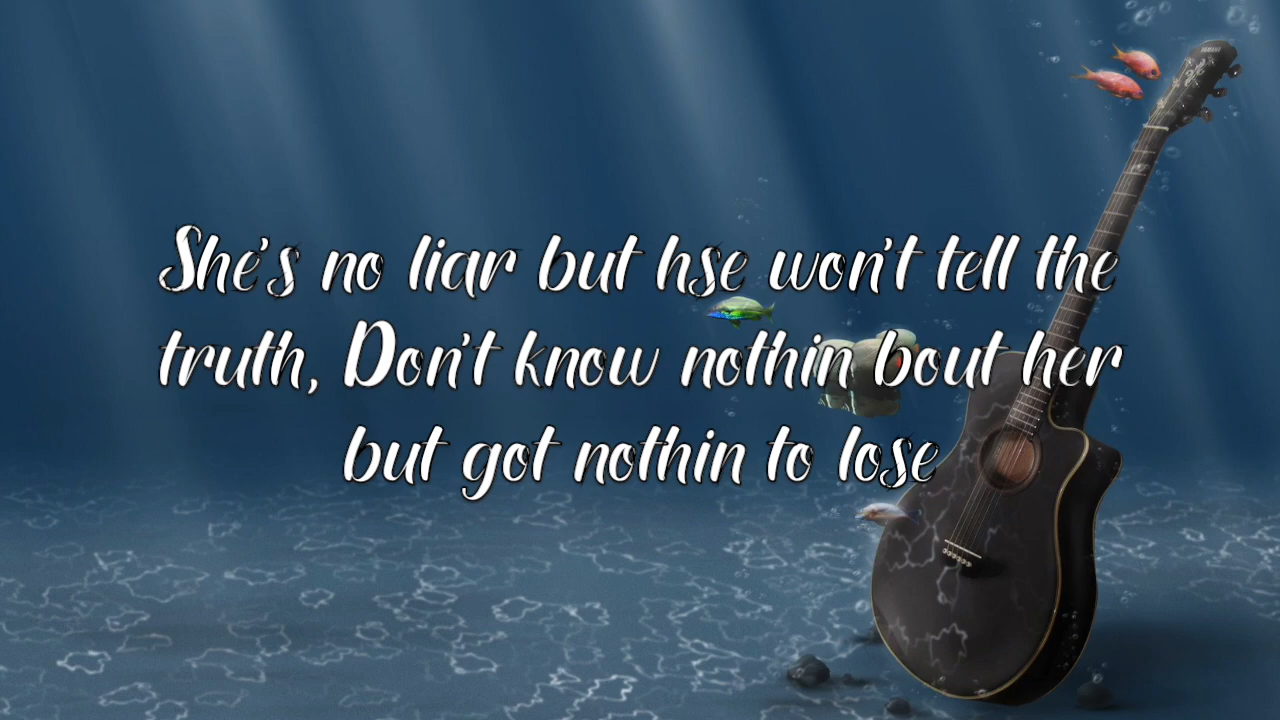 She's no liar but hse won't tell the
truth, Don't know nothin bout her
but got nothin to lose